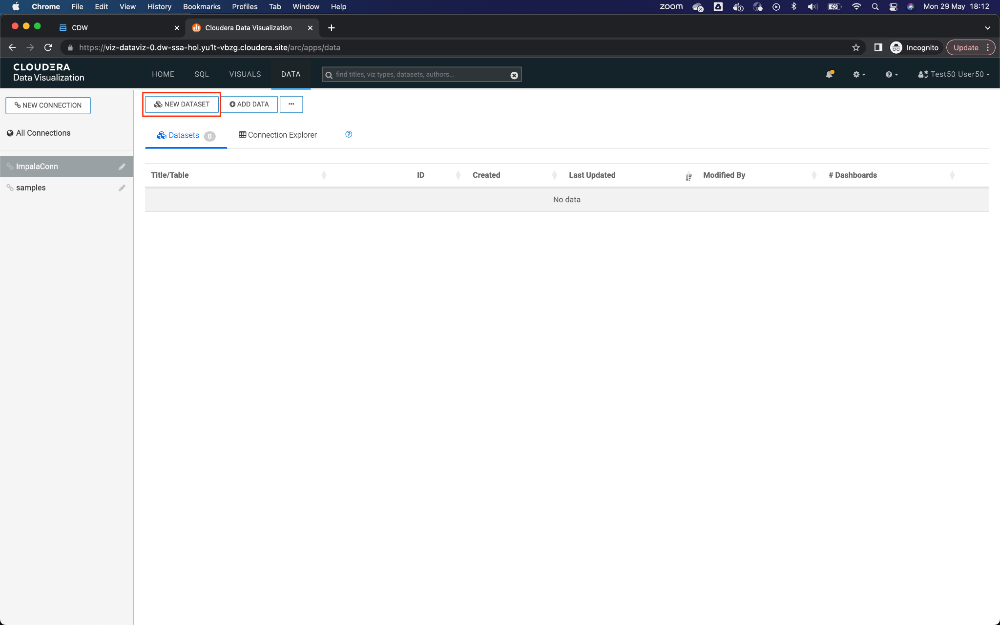 Chrome File Edit View History Bookmarks Profiles Tab Window Help zoom Mon 29 May 18:12
CDW Cloudera Data Visualization
https://viz-dataviz-0.dw-ssa-hol.yu1t-vbzg.cloudera.site/arc/apps/data Incognito Update
CLOUDERA
Data Visualization
HOME SQL VISUALS DATA find titles, viz types, datasets, authors... Test50 User50
NEW CONNECTION NEW DATASET ADD DATA ...
All Connections Datasets 0 Connection Explorer
ImpalaConn
samples
Title/Table ID Created Last Updated Modified By # Dashboards
No data